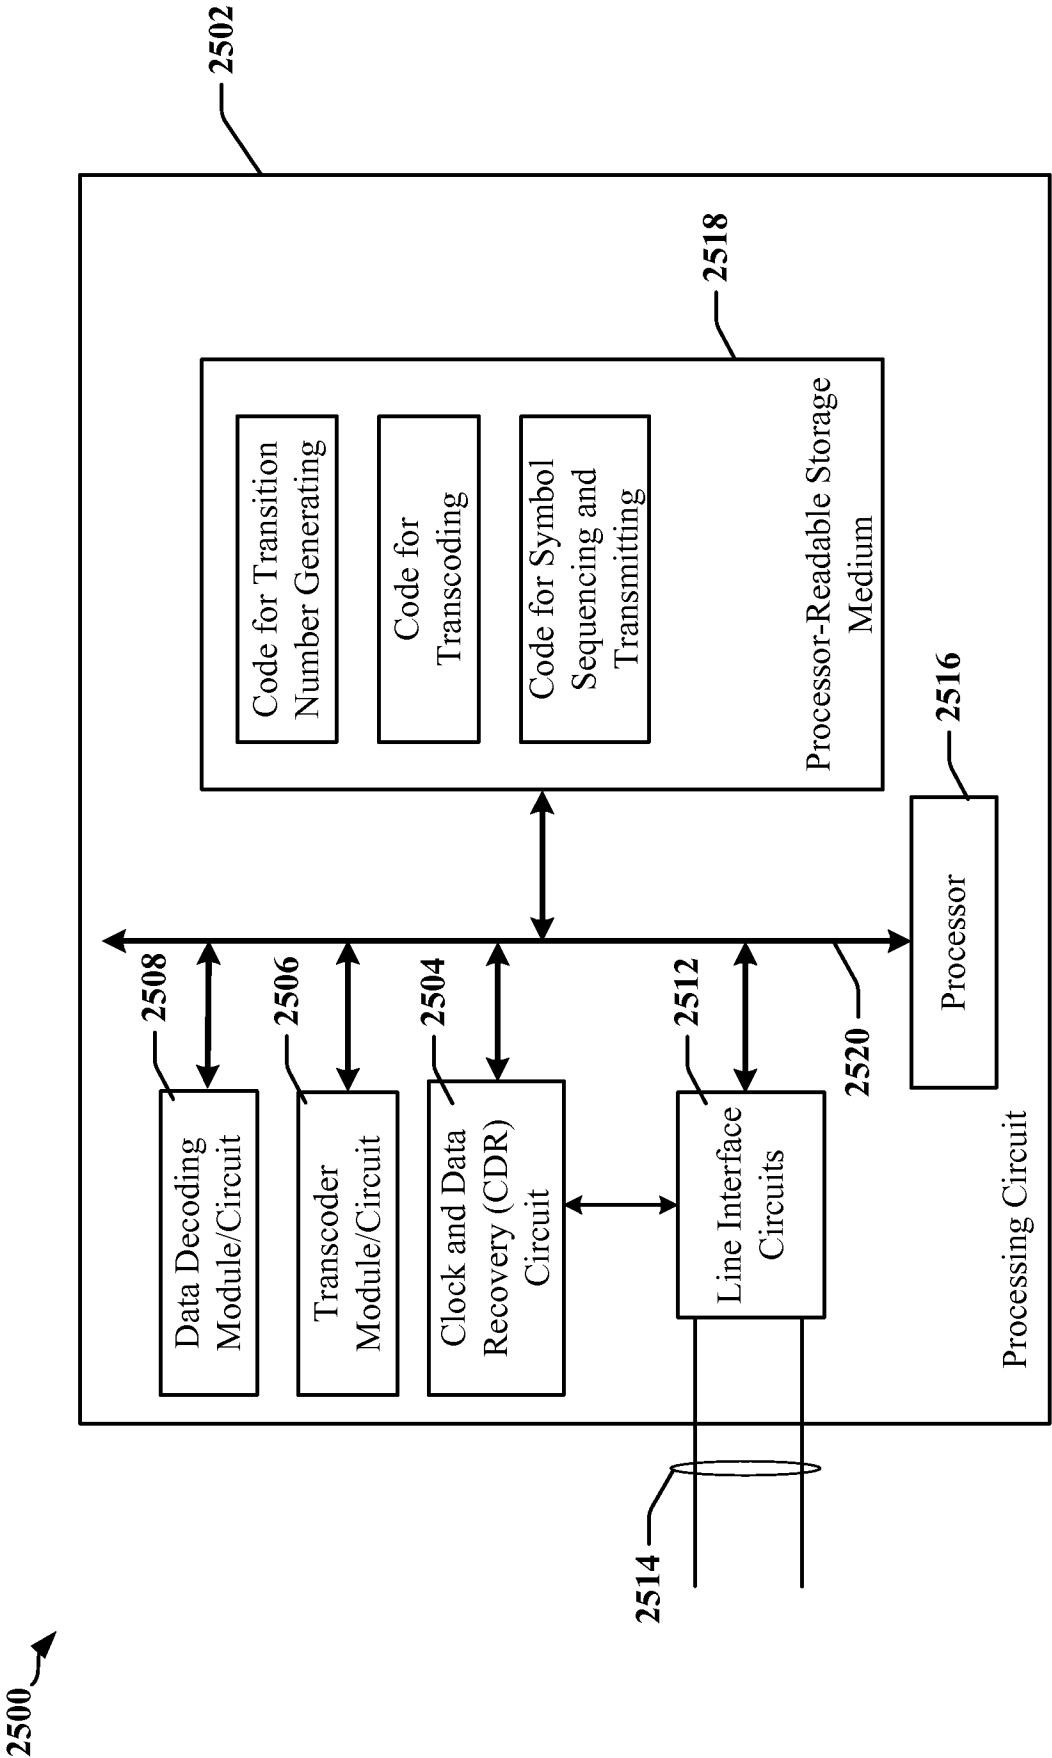 2500
2502
2508
Data Decoding
Module/Circuit
2506
Transcoder
Module/Circuit
2504
Clock and Data
Recovery (CDR)
Circuit
2512
Line Interface
Circuits
2514
2520
Code for Transition
Number Generating
Code for
Transcoding
Code for Symbol
Sequencing and
Transmitting
Processor-Readable Storage
Medium
2518
Processor
2516
Processing Circuit